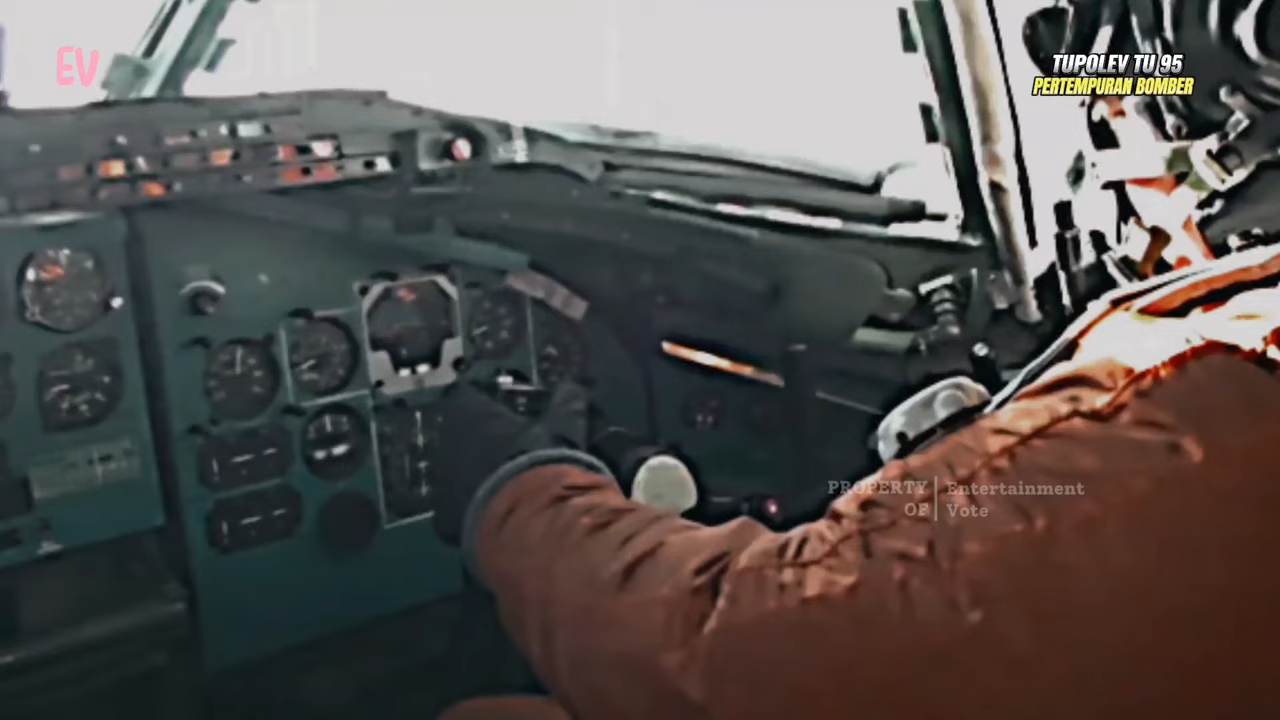 EV
TUPOLEV TU 95
PERTEMPURAN BOMBER
PROPERTY OF
Entertainment Vote